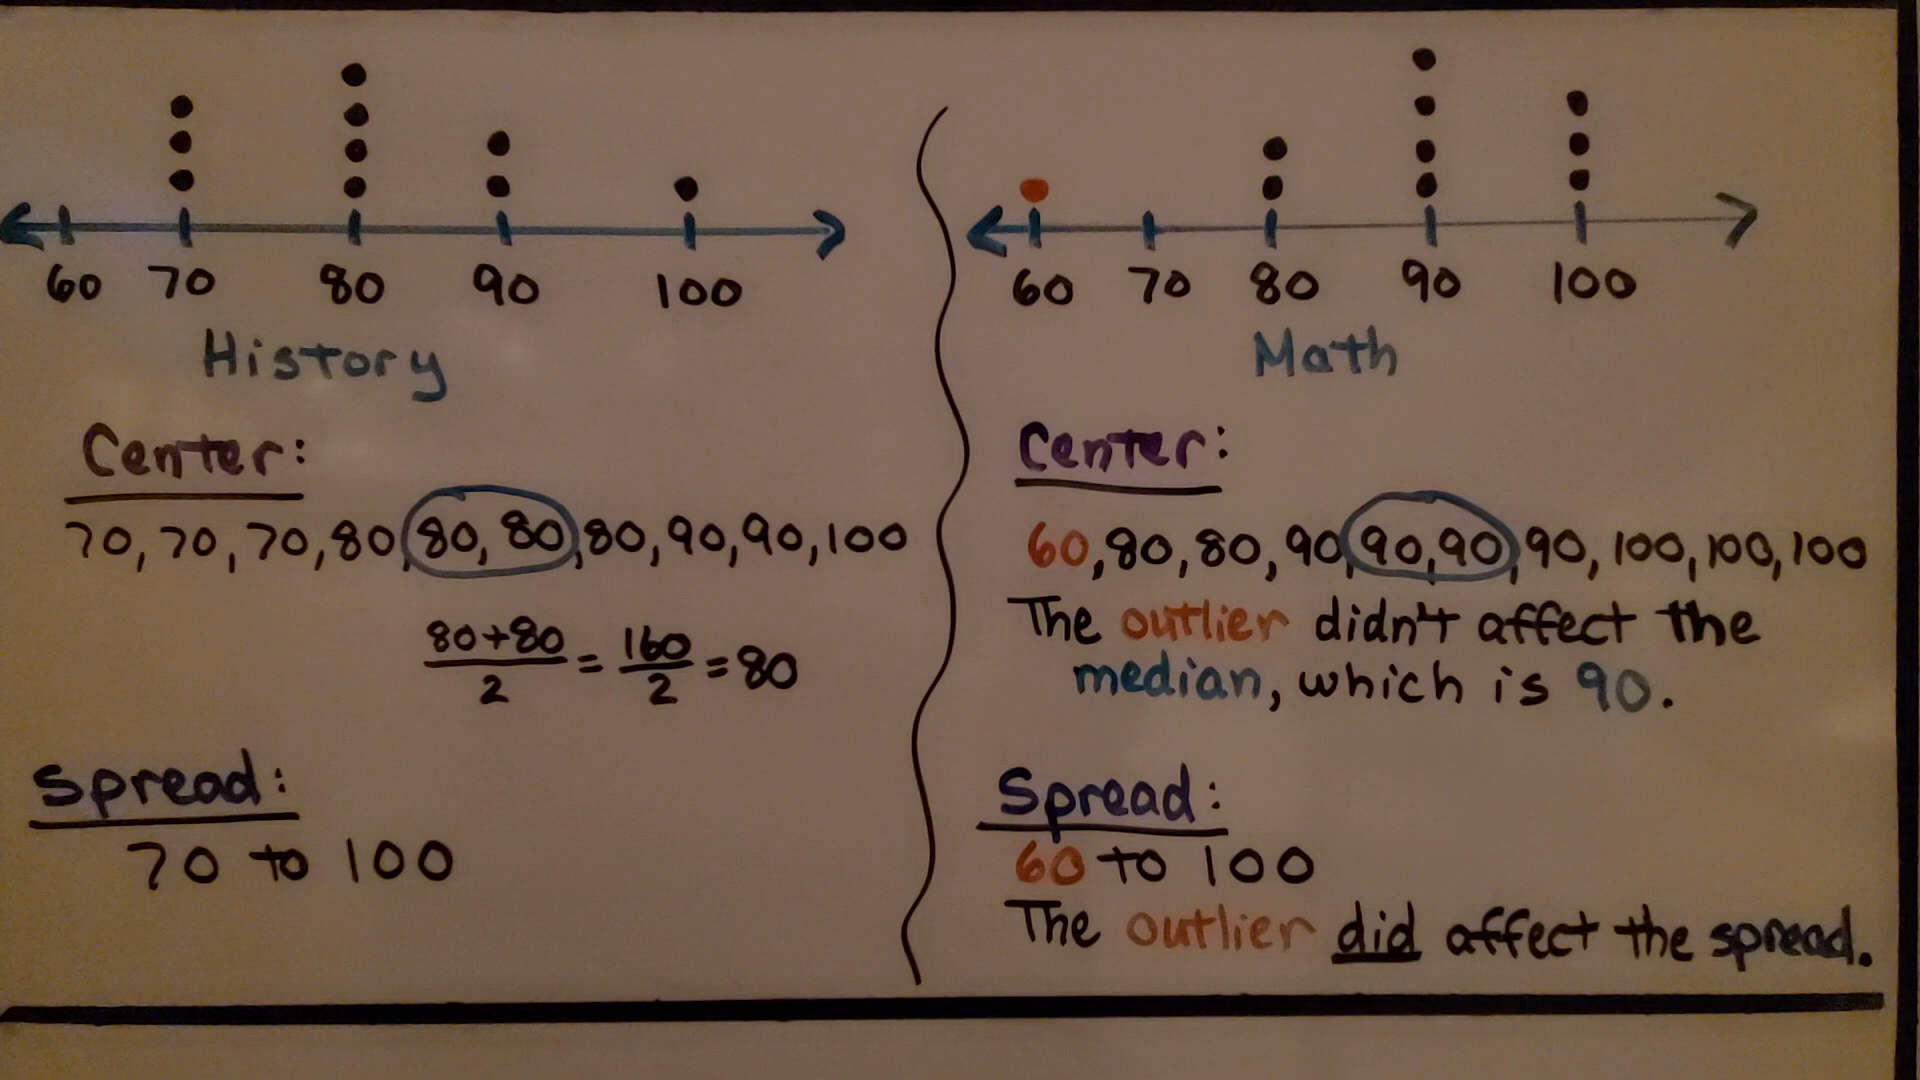 60 70 80 90 100
History
Center:
70, 70, 70, 80, 80, 80, 80, 90, 90, 100
80+80/2 = 160/2 = 80
Spread:
70 to 100
60 70 80 90 100
Math
Center:
60, 80, 80, 90, 90, 90, 90, 100, 100, 100
The outlier didn't affect the
median, which is 90.
Spread:
60 to 100
The outlier did affect the spread.